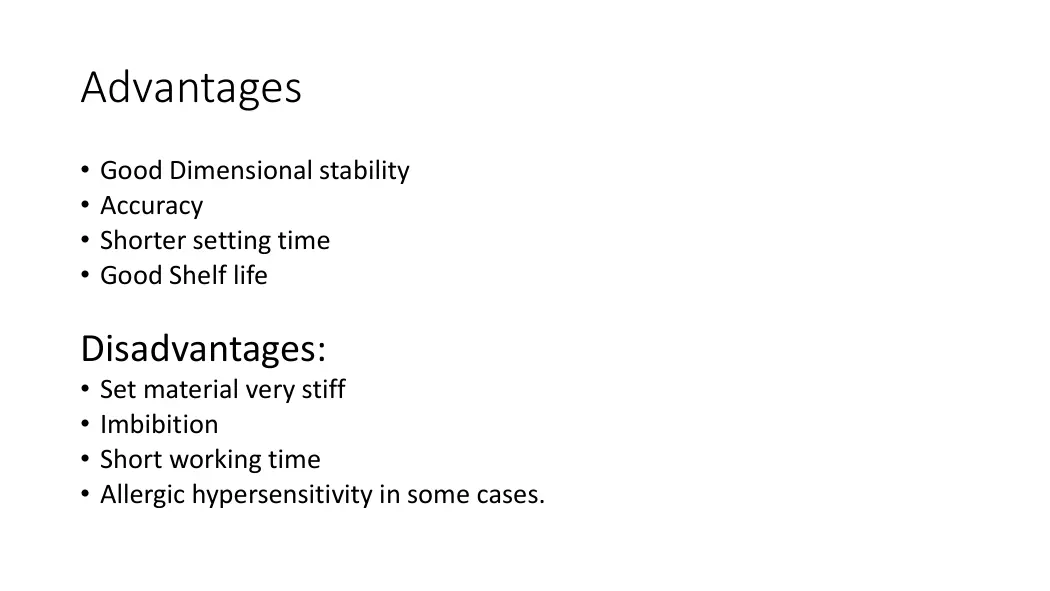 Advantages
• Good Dimensional stability
• Accuracy
• Shorter setting time
• Good Shelf life
Disadvantages:
• Set material very stiff
• Imbibition
• Short working time
• Allergic hypersensitivity in some cases.